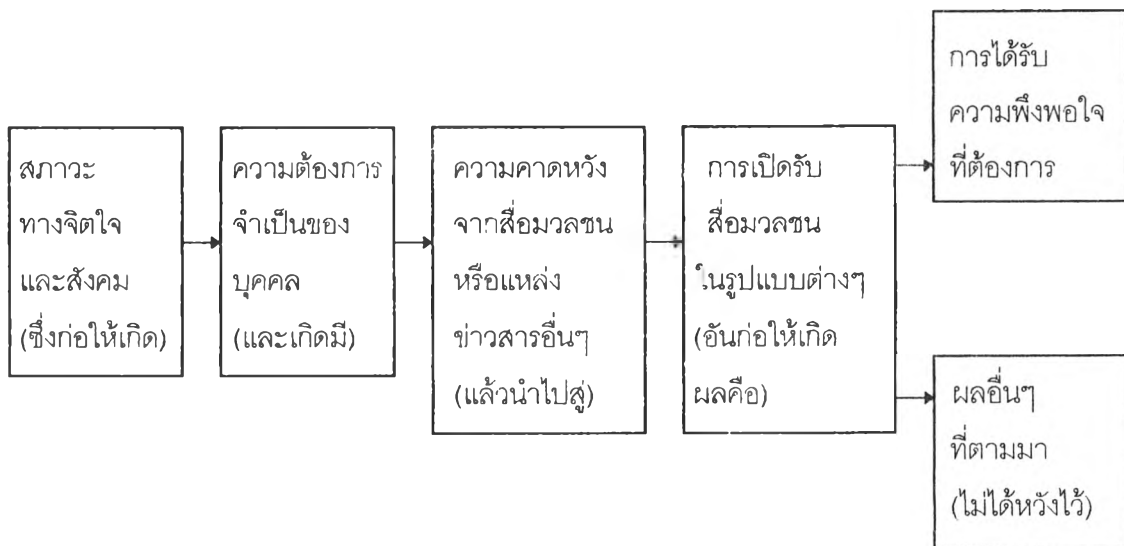 สภาวะ
ทางจิตใจ
และสังคม
(ซึ่งก่อให้เกิด)
ความต้องการ
จำเป็นของ
บุคคล
(และเกิดมี)
ความคาดหวัง
จากสื่อมวลชน
หรือแหล่ง
ข่าวสารอื่นๆ
(แล้วนำไปสู่)
การเปิดรับ
สื่อมวลชน
ในรูปแบบต่างๆ
(อันก่อให้เกิด
ผลคือ)
การได้รับ
ความพึงพอใจ
ที่ต้องการ
ผลอื่นๆ
ที่ตามมา
(ไม่ได้หวังไว้)